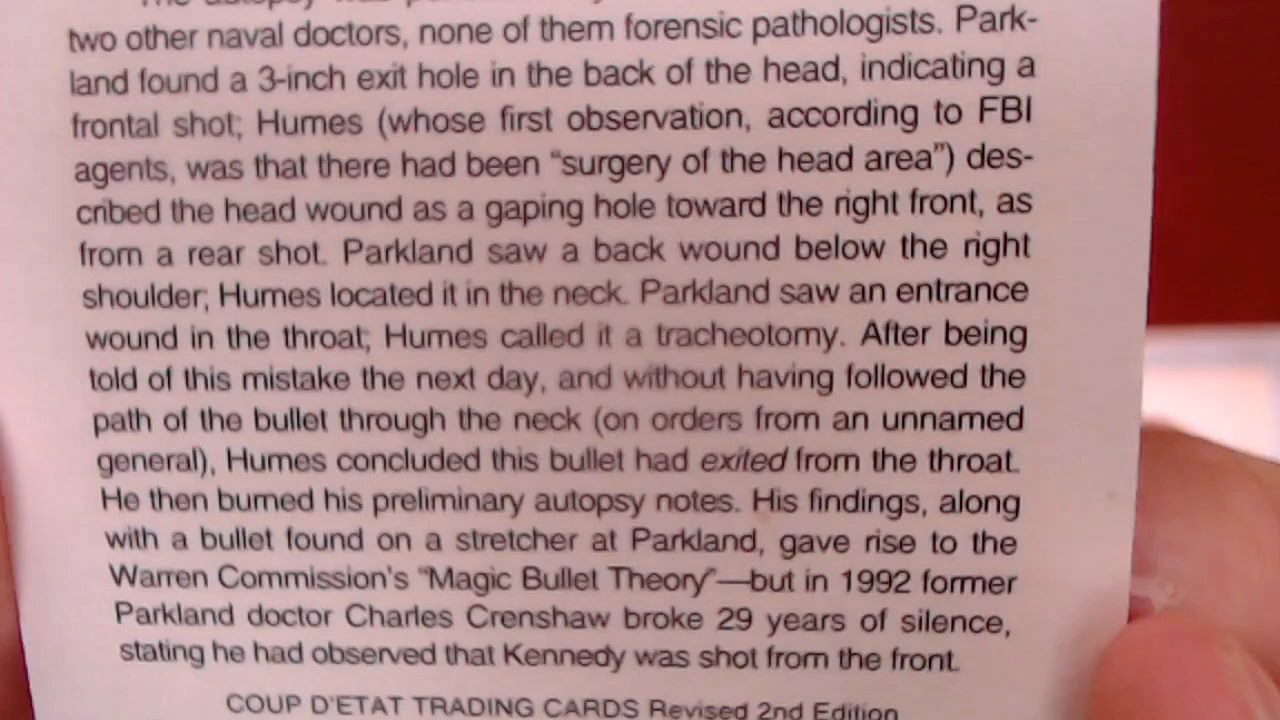 The autopsy was
two other naval doctors, none of them forensic pathologists. Park-
land found a 3-inch exit hole in the back of the head, indicating a
frontal shot; Humes (whose first observation, according to FBI
agents, was that there had been “surgery of the head area”) des-
cribed the head wound as a gaping hole toward the right front, as
from a rear shot. Parkland saw a back wound below the right
shoulder; Humes located it in the neck. Parkland saw an entrance
wound in the throat; Humes called it a tracheotomy. After being
told of this mistake the next day, and without having followed the
path of the bullet through the neck (on orders from an unnamed
general), Humes concluded this bullet had exited from the throat.
He then burned his preliminary autopsy notes. His findings, along
with a bullet found on a stretcher at Parkland, gave rise to the
Warren Commission's “Magic Bullet Theory”—but in 1992 former
Parkland doctor Charles Crenshaw broke 29 years of silence,
stating he had observed that Kennedy was shot from the front.
COUP D'ETAT TRADING CARDS Revised 2nd Edition